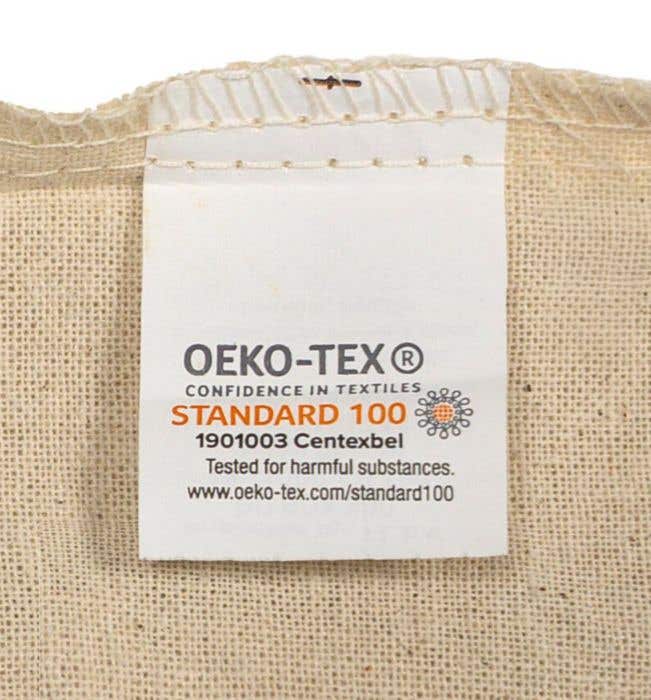 OEKO-TEX®
CONFIDENCE IN TEXTILES
STANDARD 100
1901003 Centexbel
Tested for harmful substances.
www.oeko-tex.com/standard100